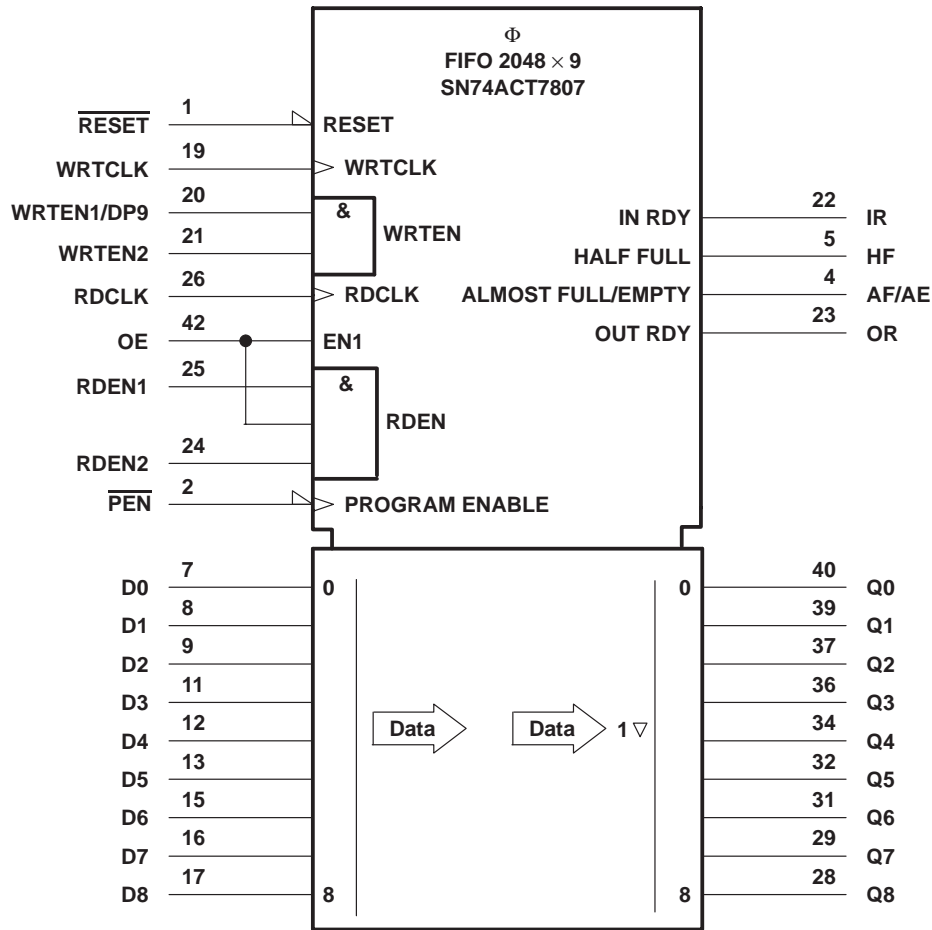 Φ
FIFO 2048 × 9
SN74ACT7807
RESET 1 RESET
WRTCLK 19 WRTCLK
WRTEN1/DP9 20 &
WRTEN
WRTEN2 21
RDCLK 26 RDCLK
OE 42 EN1
RDEN1 25 &
RDEN
RDEN2 24
PEN 2 PROGRAM ENABLE
IN RDY 22 IR
HALF FULL 5 HF
ALMOST FULL/EMPTY 4 AF/AE
OUT RDY 23 OR
D0 7 0 0 40 Q0
D1 8 39 Q1
D2 9 37 Q2
D3 11 36 Q3
D4 12 Data Data 1 ▽ 34 Q4
D5 13 32 Q5
D6 15 31 Q6
D7 16 29 Q7
D8 17 8 8 28 Q8